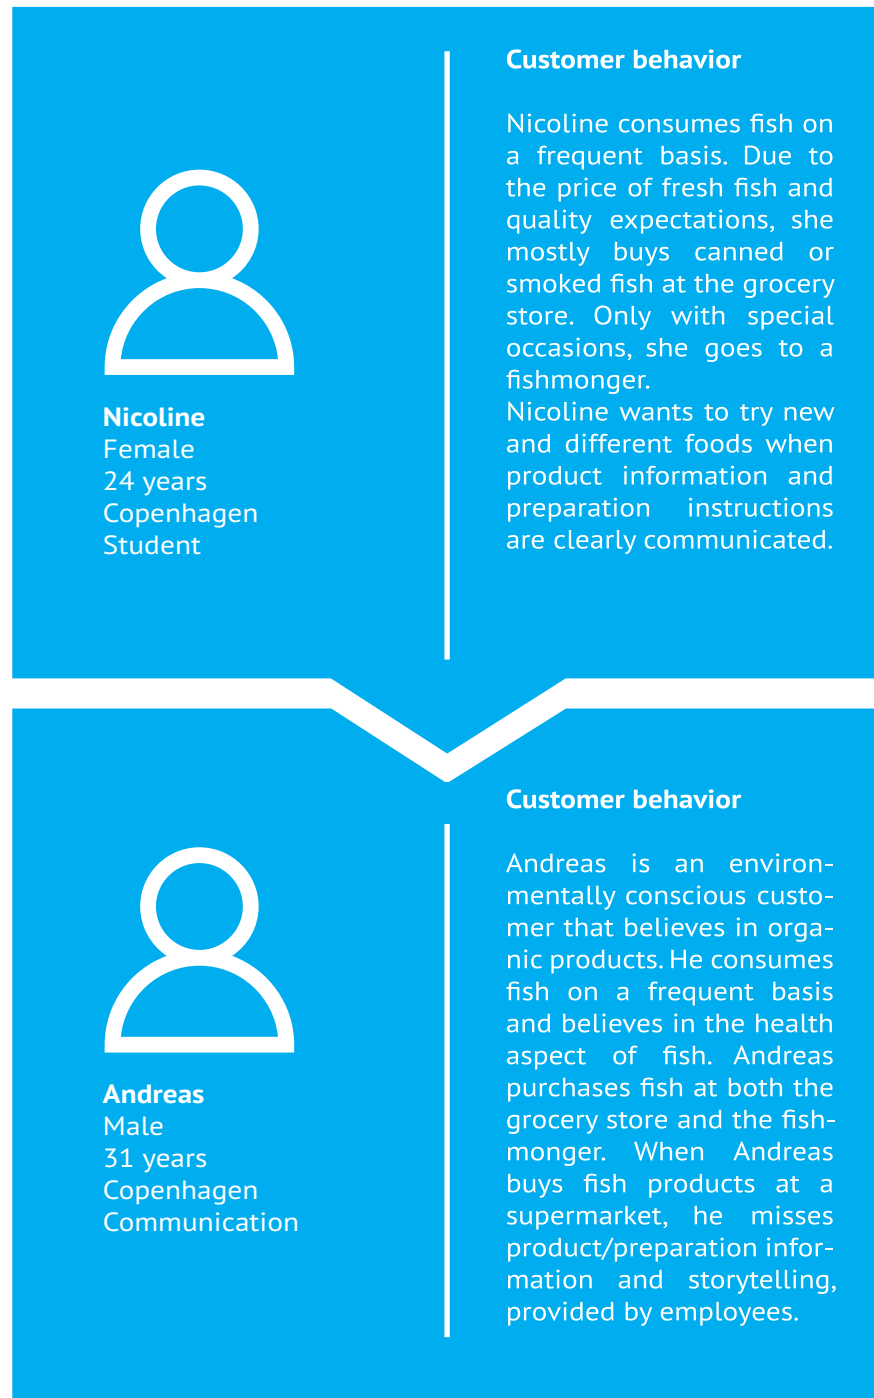 Customer behavior
Nicoline consumes fish on
a frequent basis. Due to
the price of fresh fish and
quality expectations, she
mostly buys canned or
smoked fish at the grocery
store. Only with special
occasions, she goes to a
fishmonger.
Nicoline wants to try new
and different foods when
product information and
preparation instructions
are clearly communicated.
Nicoline
Female
24 years
Copenhagen
Student
Customer behavior
Andreas is an environ-
mentally conscious custo-
mer that believes in orga-
nic products. He consumes
fish on a frequent basis
and believes in the health
aspect of fish. Andreas
purchases fish at both the
grocery store and the fish-
monger. When Andreas
buys fish products at a
supermarket, he misses
product/preparation infor-
mation and storytelling,
provided by employees.
Andreas
Male
31 years
Copenhagen
Communication